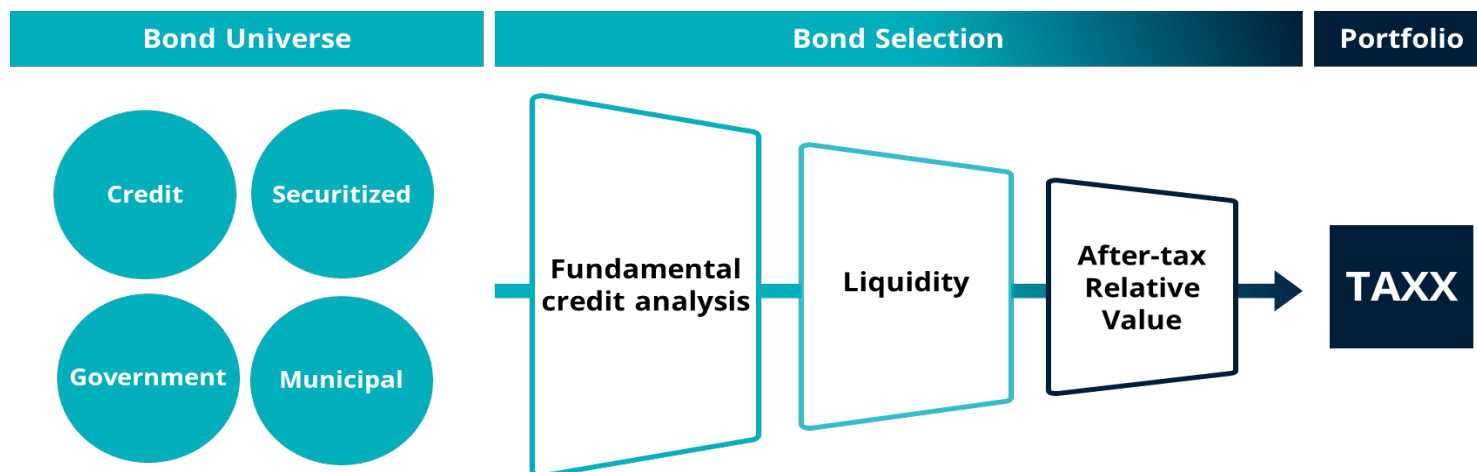 Bond Universe
Bond Selection
Portfolio
Credit
Securitized
Government
Municipal
Fundamental
credit analysis
Liquidity
After-tax
Relative
Value
TAXX